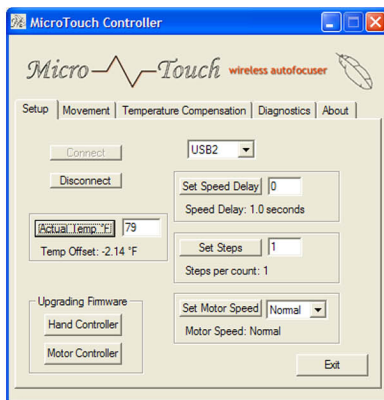 MicroTouch Controller
Micro Touch wireless autofocuser
Setup Movement Temperature Compensation Diagnostics About
Connect
USB2
Disconnect
Set Speed Delay 0
Speed Delay: 1.0 seconds
Actual Temp °F 79
Temp Offset: -2.14 °F
Set Steps 1
Steps per count: 1
Upgrading Firmware
Hand Controller
Motor Controller
Set Motor Speed Normal
Motor Speed: Normal
Exit